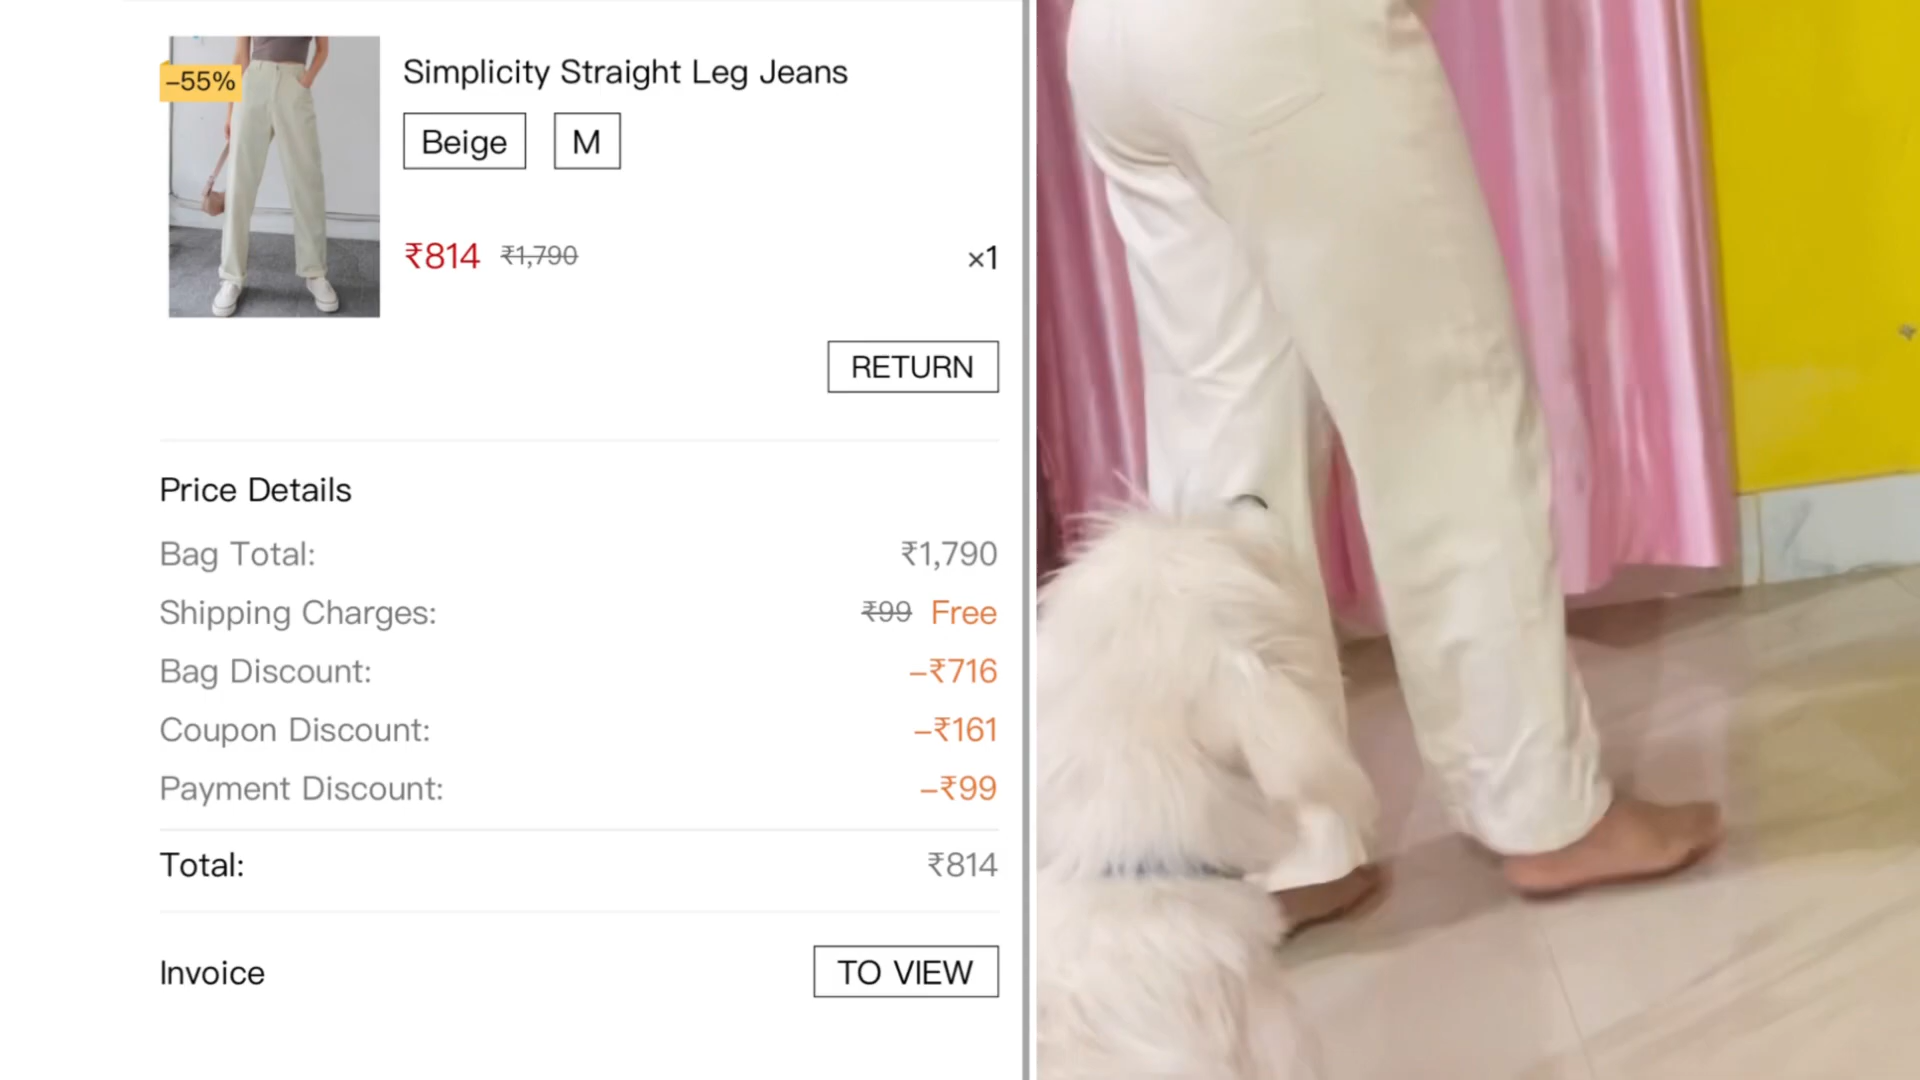 –55%
Simplicity Straight Leg Jeans
Beige M
₹814 ₹1,790 ×1
RETURN
Price Details
Bag Total: ₹1,790
Shipping Charges: ₹99 Free
Bag Discount: –₹716
Coupon Discount: –₹161
Payment Discount: –₹99
Total: ₹814
Invoice TO VIEW